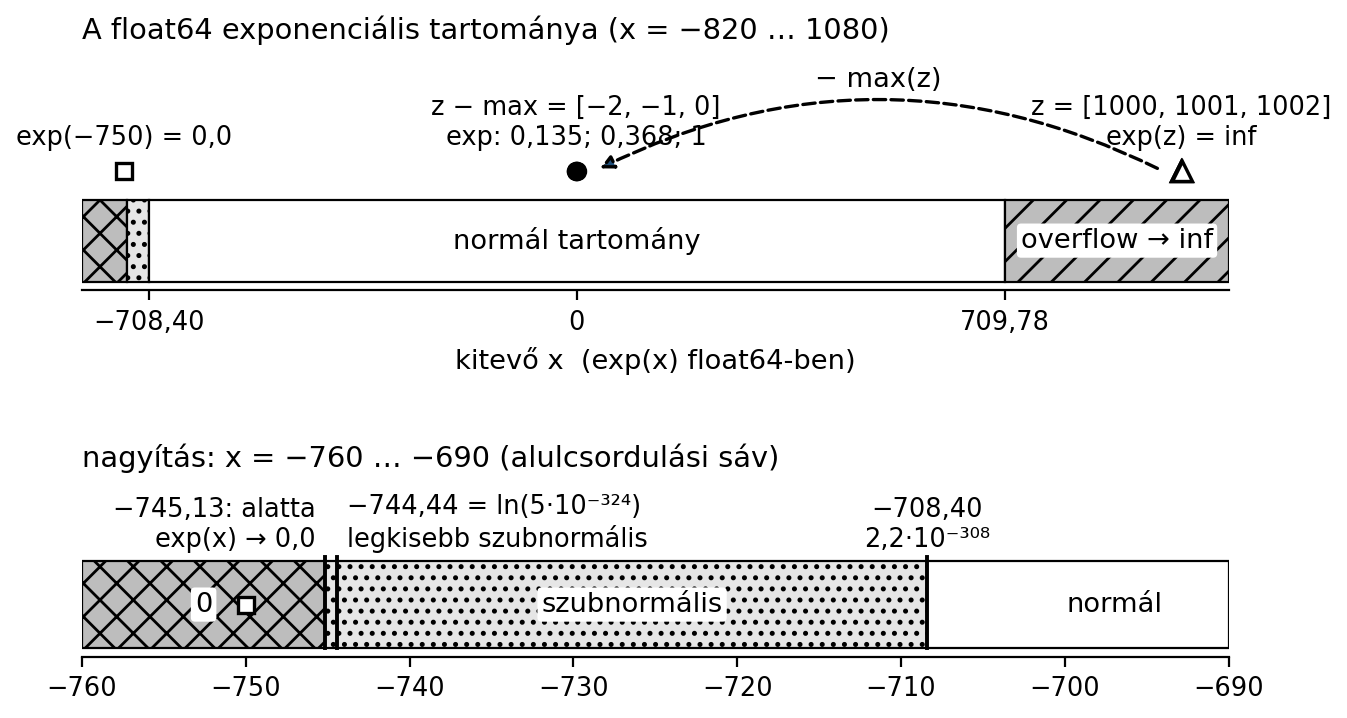 A float64 exponenciális tartománya (x = −820 … 1080)
− max(z)
z − max = [−2, −1, 0]
z = [1000, 1001, 1002]
exp(−750) = 0,0
exp: 0,135; 0,368; 1
exp(z) = inf
normál tartomány
overflow → inf
−708,40
0
709,78
kitevő x  (exp(x) float64-ben)
nagyítás: x = −760 … −690 (alulcsordulási sáv)
−745,13: alatta
exp(x) → 0,0
−744,44 = ln(5·10⁻³²⁴)
legkisebb szubnormális
−708,40
2,2·10⁻³⁰⁸
0
szubnormális
normál
−760
−750
−740
−730
−720
−710
−700
−690